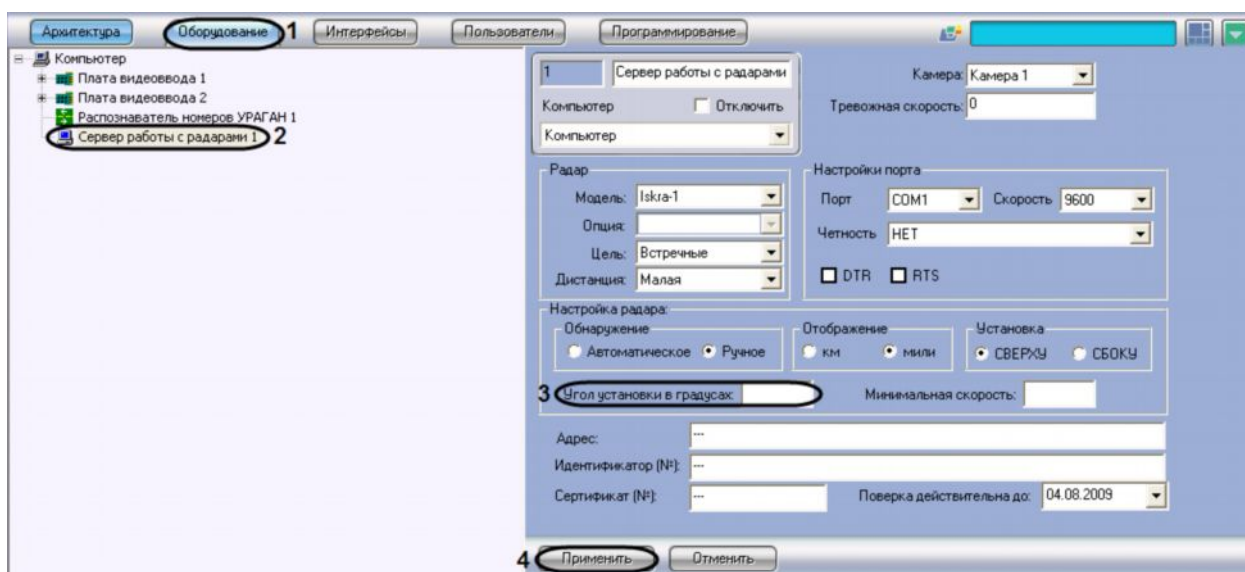 Архитектура Оборудование 1 Интерфейсы Пользователи Программирование
Компьютер
Плата видеоввода 1
Плата видеоввода 2
Распознаватель номеров УРАГАН 1
Сервер работы с радарами 1 2
1 Сервер работы с радарами
Компьютер Отключить
Компьютер
Камера: Камера 1
Тревожная скорость: 0
Радар
Модель: Iskra-1
Опция:
Цель: Встречные
Дистанция: Малая
Настройки порта
Порт COM1 Скорость 9600
Четность НЕТ
DTR RTS
Настройка радара:
Обнаружение
Автоматическое Ручное
Отображение
км мили
Установка
СВЕРХУ СБОКУ
3 Угол установки в градусах: Минимальная скорость:
Адрес: ---
Идентификатор (№): ---
Сертификат (№): --- Поверка действительна до: 04.08.2009
4 Применить Отменить